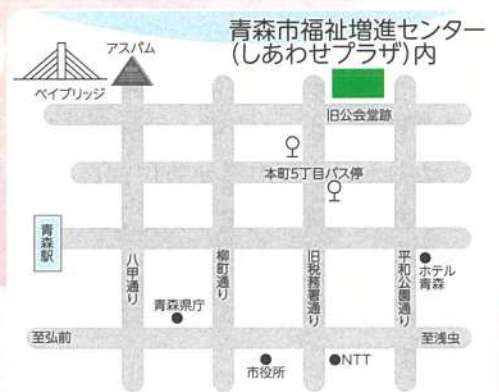 青森市福祉増進センター
(しあわせプラザ)内
アスパム
ベイブリッジ
旧公会堂跡
本町5丁目バス停
青森駅
八甲通り
柳町通り
旧税務署通り
平和公園通り
ホテル
青森
青森県庁
至弘前
至浅虫
市役所
NTT